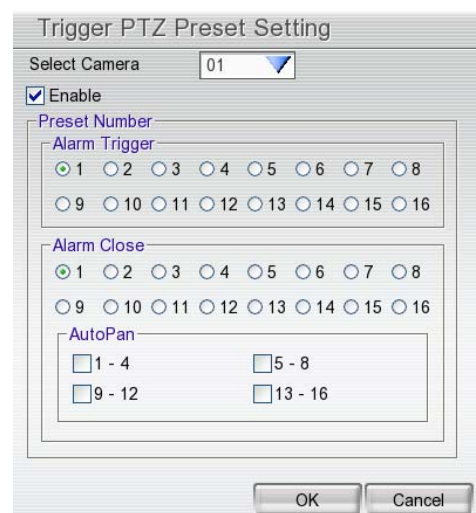 Trigger PTZ Preset Setting
Select Camera 01
Enable
Preset Number
Alarm Trigger
1 2 3 4 5 6 7 8
9 10 11 12 13 14 15 16
Alarm Close
1 2 3 4 5 6 7 8
9 10 11 12 13 14 15 16
AutoPan
1 - 4 5 - 8
9 - 12 13 - 16
OK Cancel